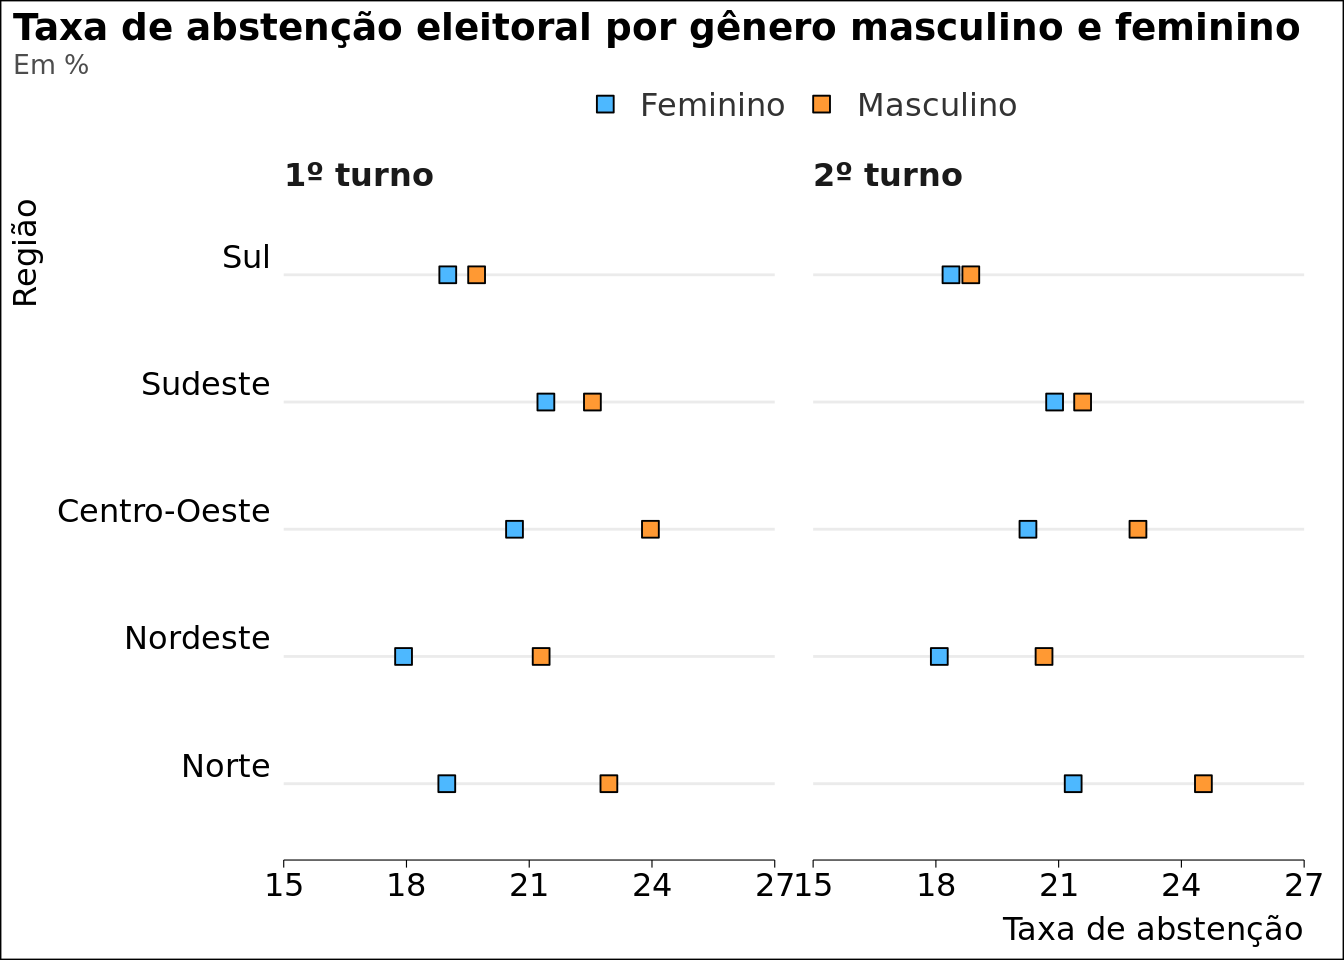 Taxa de abstenção eleitoral por gênero masculino e feminino
Em %
Feminino Masculino
1º turno 2º turno
Região
Sul
Sudeste
Centro-Oeste
Nordeste
Norte
15 18 21 24 27 15 18 21 24 27
Taxa de abstenção